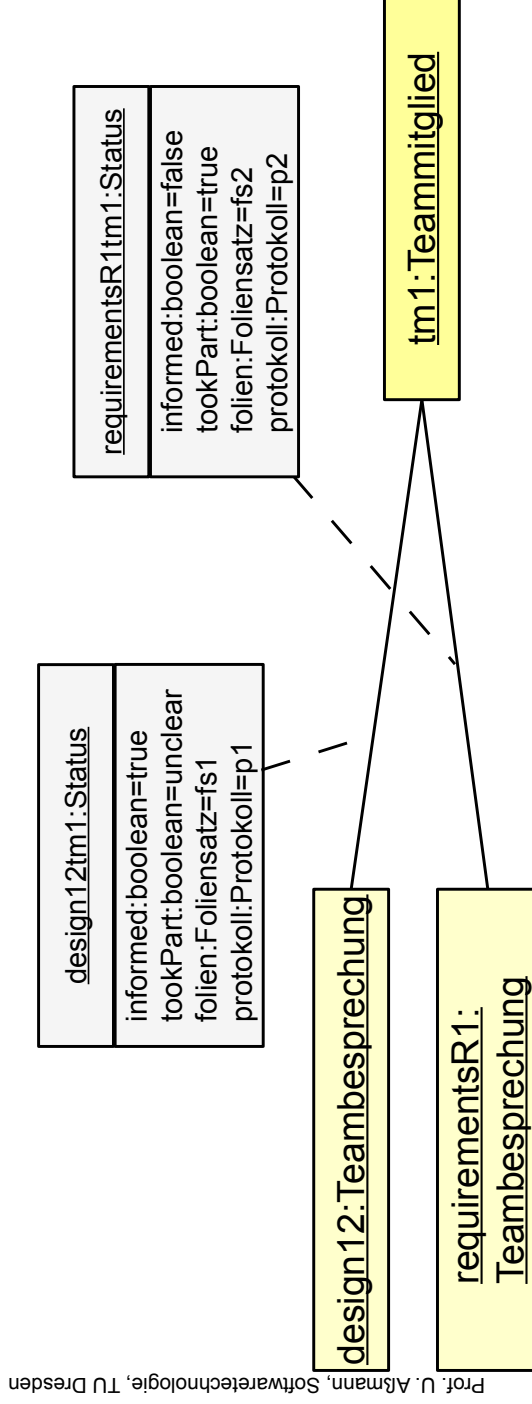 design12tm1:Status
informed:boolean=true
tookPart:boolean=unclear
folien:Foliensatz=fs1
protokoll:Protokoll=p1
requirementsR1tm1:Status
informed:boolean=false
tookPart:boolean=true
folien:Foliensatz=fs2
protokoll:Protokoll=p2
design12:Teambesprechung
tm1:Teammitglied
requirementsR1:
Teambesprechung
Prof. U. Aßmann, Softwaretechnologie, TU Dresden